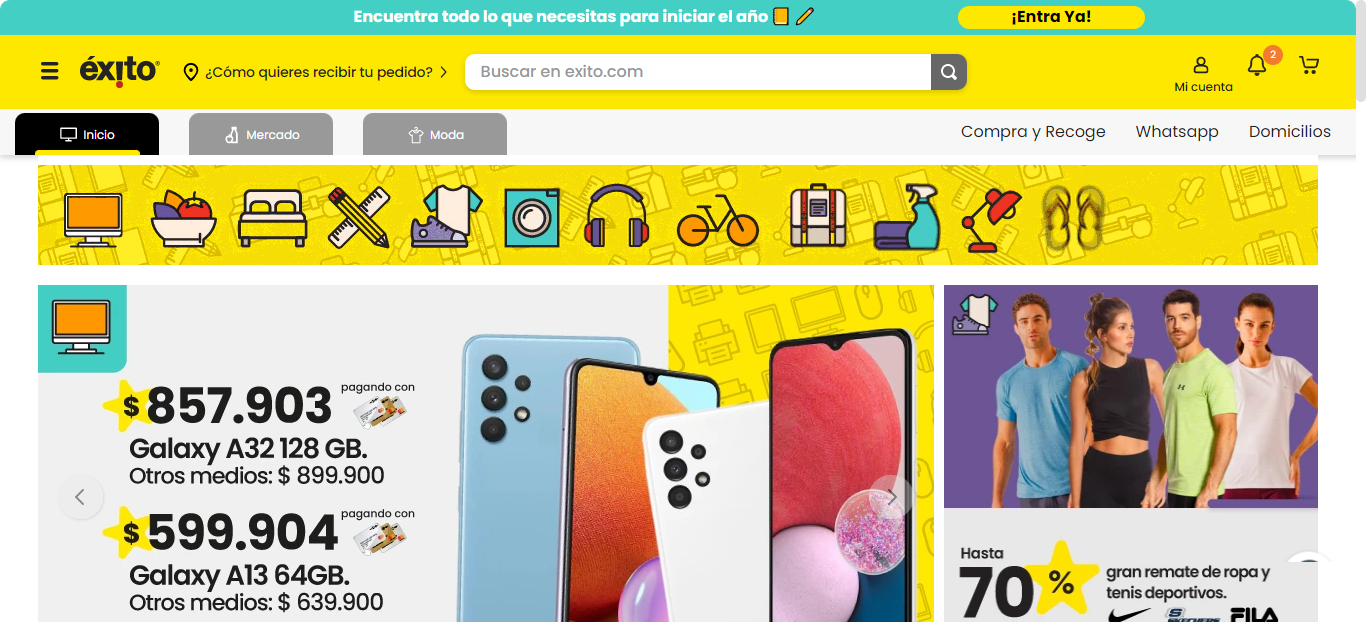 Encuentra todo lo que necesitas para iniciar el año
¡Entra Ya!
éxito
¿Cómo quieres recibir tu pedido?
Buscar en exito.com
2
Mi cuenta
Inicio
Mercado
Moda
Compra y Recoge
Whatsapp
Domicilios
$ 857.903
pagando con
Galaxy A32 128 GB.
Otros medios: $ 899.900
$ 599.904
pagando con
Galaxy A13 64GB.
Otros medios: $ 639.900
Hasta
70 %
gran remate de ropa y
tenis deportivos.
SKECHERS
FILA